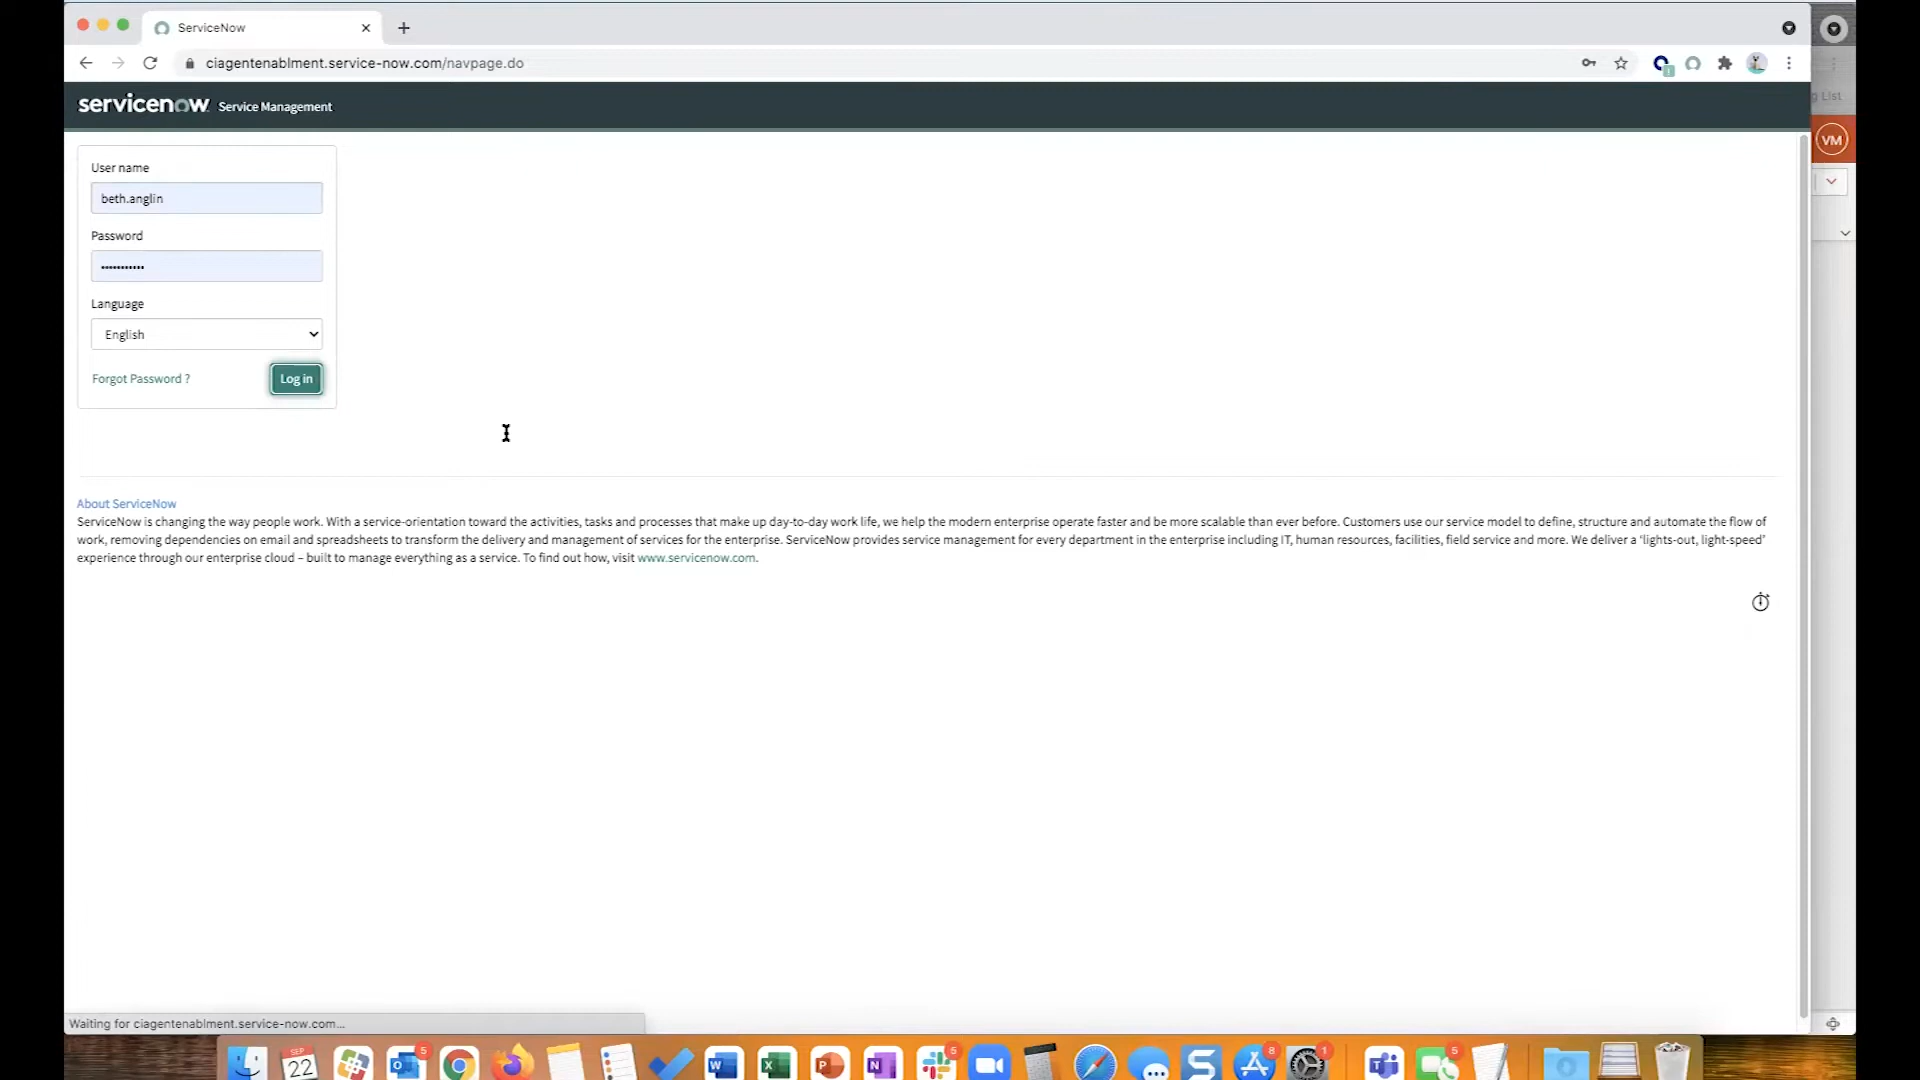 ServiceNow
ciagentenablment.service-now.com/navpage.do
servicenow Service Management
g List
VM
User name
beth.anglin
Password
•••••••••••
Language
English
Forgot Password ?
Log in
About ServiceNow
ServiceNow is changing the way people work. With a service-orientation toward the activities, tasks and processes that make up day-to-day work life, we help the modern enterprise operate faster and be more scalable than ever before. Customers use our service model to define, structure and automate the flow of
work, removing dependencies on email and spreadsheets to transform the delivery and management of services for the enterprise. ServiceNow provides service management for every department in the enterprise including IT, human resources, facilities, field service and more. We deliver a ‘lights-out, light-speed’
experience through our enterprise cloud – built to manage everything as a service. To find out how, visit www.servicenow.com.
Waiting for ciagentenablment.service-now.com...
SEP
22
5
5
8
1
5